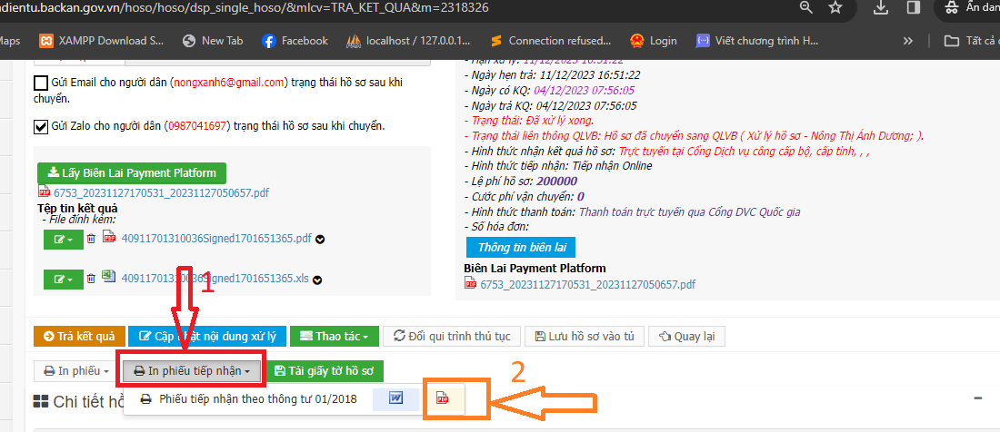 dientu.backan.gov.vn/hoso/hoso/dsp_single_hoso/&mlcv=TRA_KET_QUA&m=2318326
Ẩn dan
Maps XAMPP Download S... New Tab Facebook localhost / 127.0.0.1... Connection refused... Login Viết chương trình H... » Tất cả
- Hạn xử lý: 11/12/2023 16:51:22
- Ngày hẹn trả: 11/12/2023 16:51:22
- Ngày có KQ: 04/12/2023 07:56:05
- Ngày trả KQ: 04/12/2023 07:56:05
- Trạng thái: Đã xử lý xong.
- Trạng thái liên thông QLVB: Hồ sơ đã chuyển sang QLVB ( Xử lý hồ sơ - Nông Thị Ánh Dương; ).
- Hình thức nhận kết quả hồ sơ: Trực tuyến tại Cổng Dịch vụ công cấp bộ, cấp tỉnh, , ,
- Hình thức tiếp nhận: Tiếp nhận Online
- Lệ phí hồ sơ: 200000
- Cước phí vận chuyển: 0
- Hình thức thanh toán: Thanh toán trực tuyến qua Cổng DVC Quốc gia
- Số hóa đơn:
Thông tin biên lai
Biên Lai Payment Platform
6753_20231127170531_20231127050657.pdf
Gửi Email cho người dân (nongxanh6@gmail.com) trạng thái hồ sơ sau khi
chuyển.
Gửi Zalo cho người dân (0987041697) trạng thái hồ sơ sau khi chuyển.
Lấy Biên Lai Payment Platform
6753_20231127170531_20231127050657.pdf
Tệp tin kết quả
- File đính kèm:
40911701310036Signed1701651365.pdf
40911701310036Signed1701651365.xls
1
Trả kết quả Cập nhật nội dung xử lý Thao tác Đổi qui trình thủ tục Lưu hồ sơ vào tủ Quay lại
In phiếu In phiếu tiếp nhận Tải giấy tờ hồ sơ
2
Chi tiết hồ
Phiếu tiếp nhận theo thông tư 01/2018